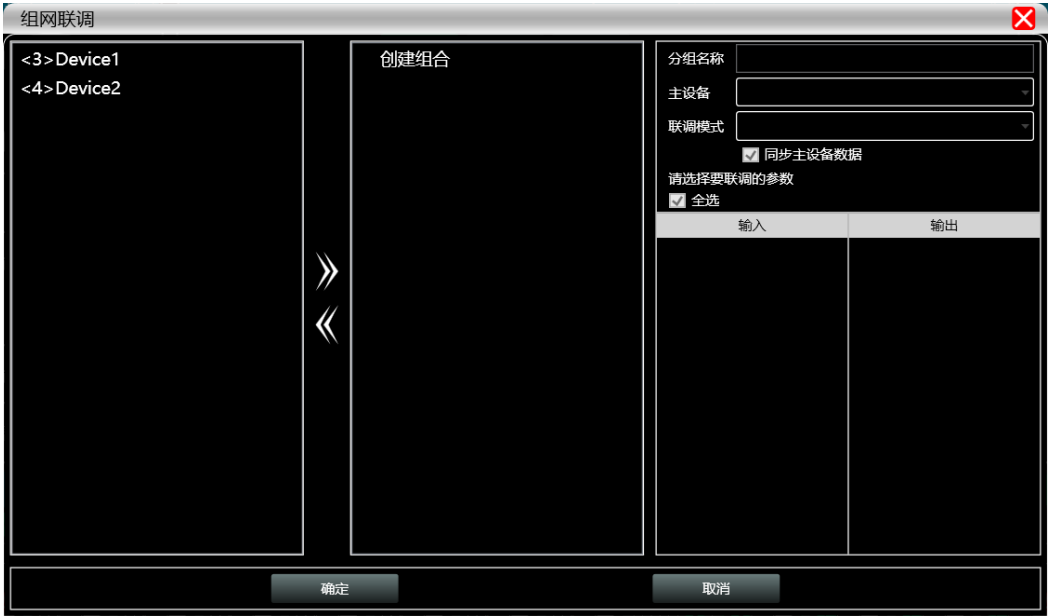 组网联调
<3>Device1
<4>Device2
创建组合
分组名称
主设备
联调模式
同步主设备数据
请选择要联调的参数
全选
输入 输出
确定 取消